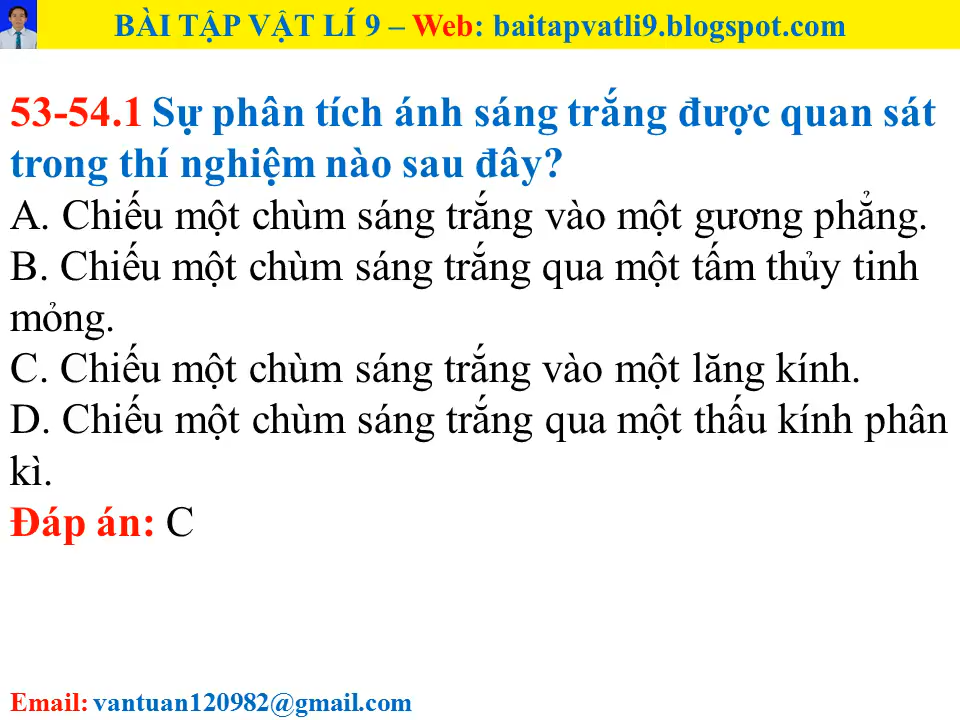 BÀI TẬP VẬT LÍ 9 – Web: baitapvatli9.blogspot.com
53-54.1 Sự phân tích ánh sáng trắng được quan sát
trong thí nghiệm nào sau đây?
A. Chiếu một chùm sáng trắng vào một gương phẳng.
B. Chiếu một chùm sáng trắng qua một tấm thủy tinh
mỏng.
C. Chiếu một chùm sáng trắng vào một lăng kính.
D. Chiếu một chùm sáng trắng qua một thấu kính phân
kì.
Đáp án: C
Email: vantuan120982@gmail.com